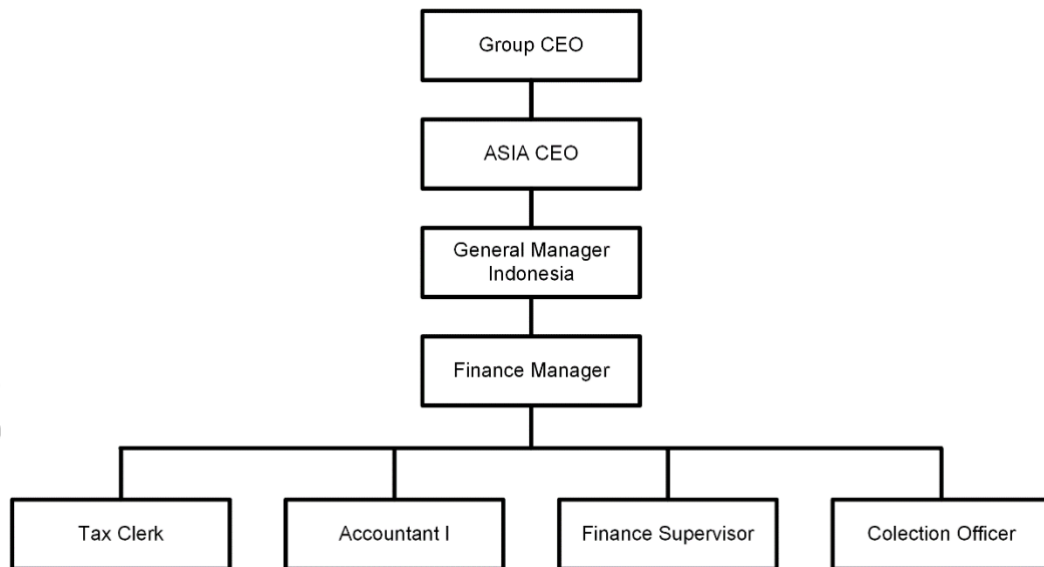 Group CEO
ASIA CEO
General Manager
Indonesia
Finance Manager
Tax Clerk
Accountant I
Finance Supervisor
Colection Officer